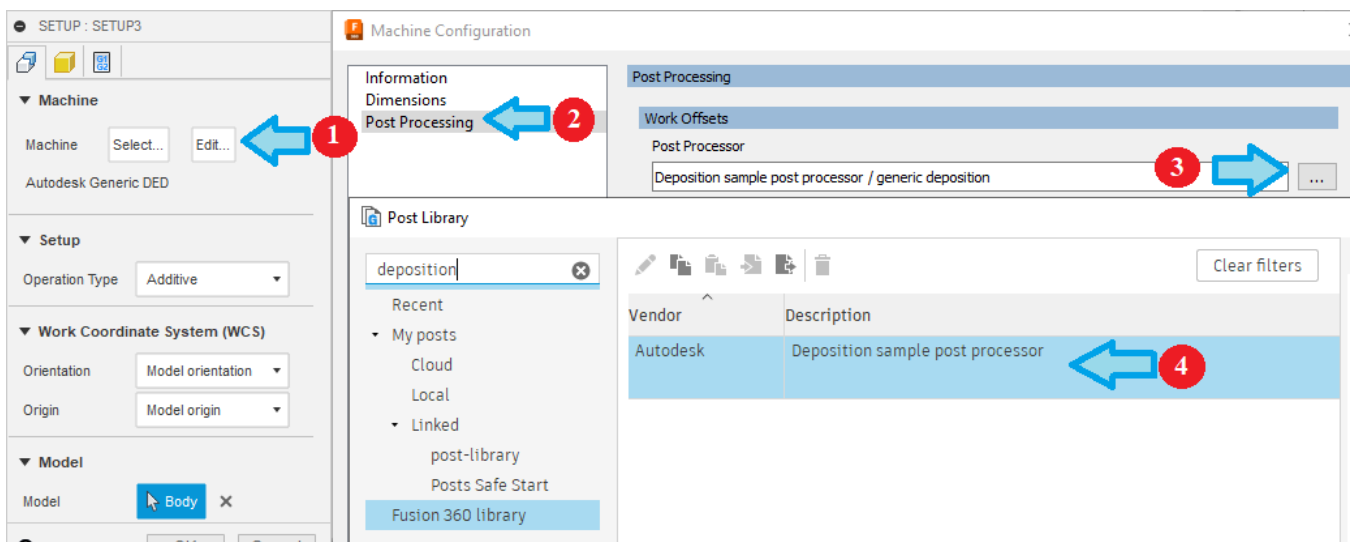 SETUP : SETUP3
Machine
Machine Select... Edit...
1
Autodesk Generic DED
Setup
Operation Type Additive
Work Coordinate System (WCS)
Orientation Model orientation
Origin Model origin
Model
Model Body
Machine Configuration
Information
Dimensions
Post Processing
2
Post Processing
Work Offsets
Post Processor
Deposition sample post processor / generic deposition
3
...
Post Library
deposition
Clear filters
Recent
My posts
Cloud
Local
Linked
post-library
Posts Safe Start
Fusion 360 library
Vendor Description
Autodesk Deposition sample post processor
4